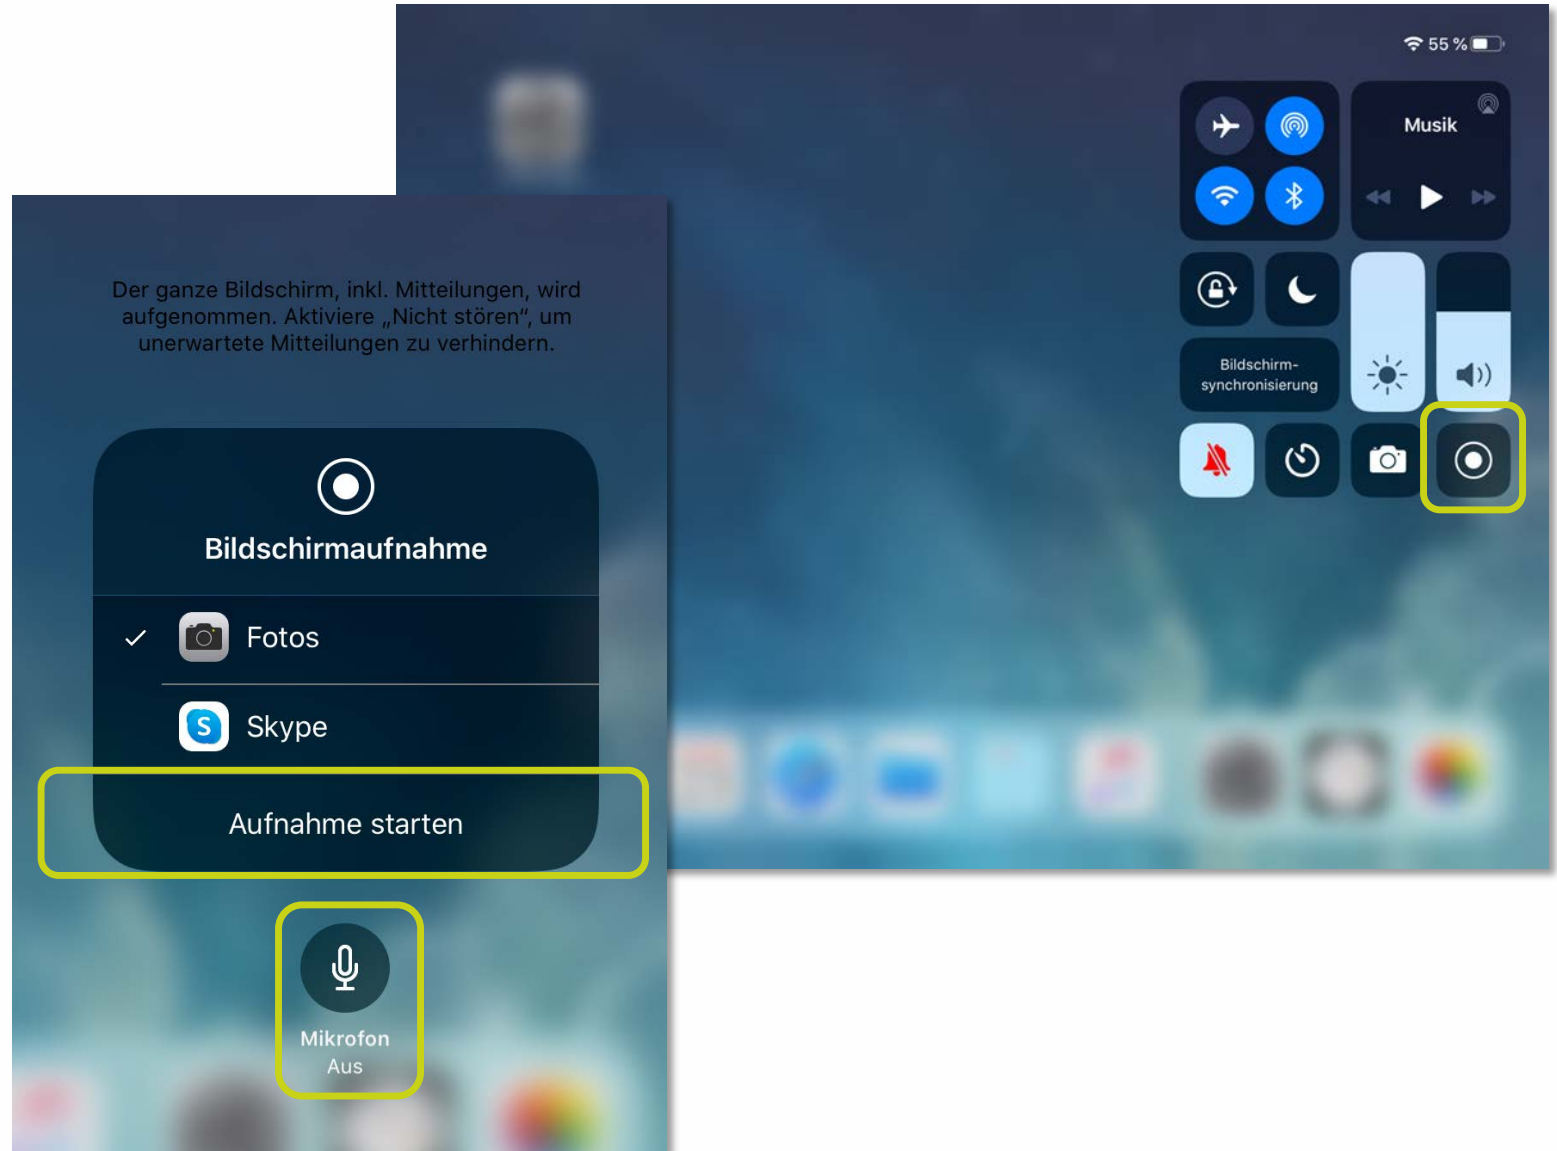 55 %
Musik
Bildschirm-
synchronisierung
Der ganze Bildschirm, inkl. Mitteilungen, wird
aufgenommen. Aktiviere „Nicht stören“, um
unerwartete Mitteilungen zu verhindern.
Bildschirmaufnahme
Fotos
Skype
Aufnahme starten
Mikrofon
Aus